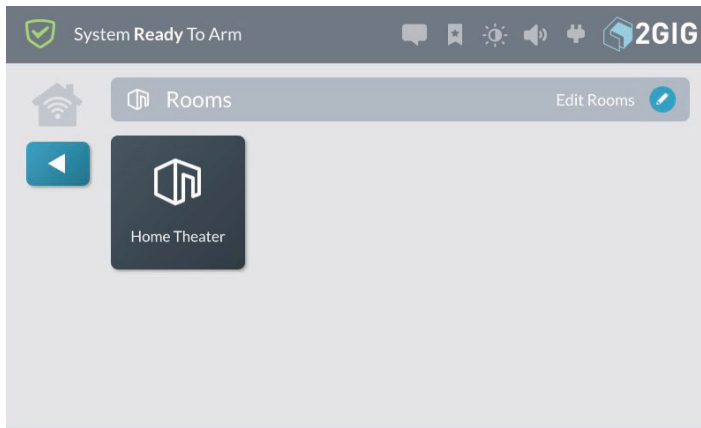 System Ready To Arm
2GIG
Rooms
Edit Rooms
Home Theater